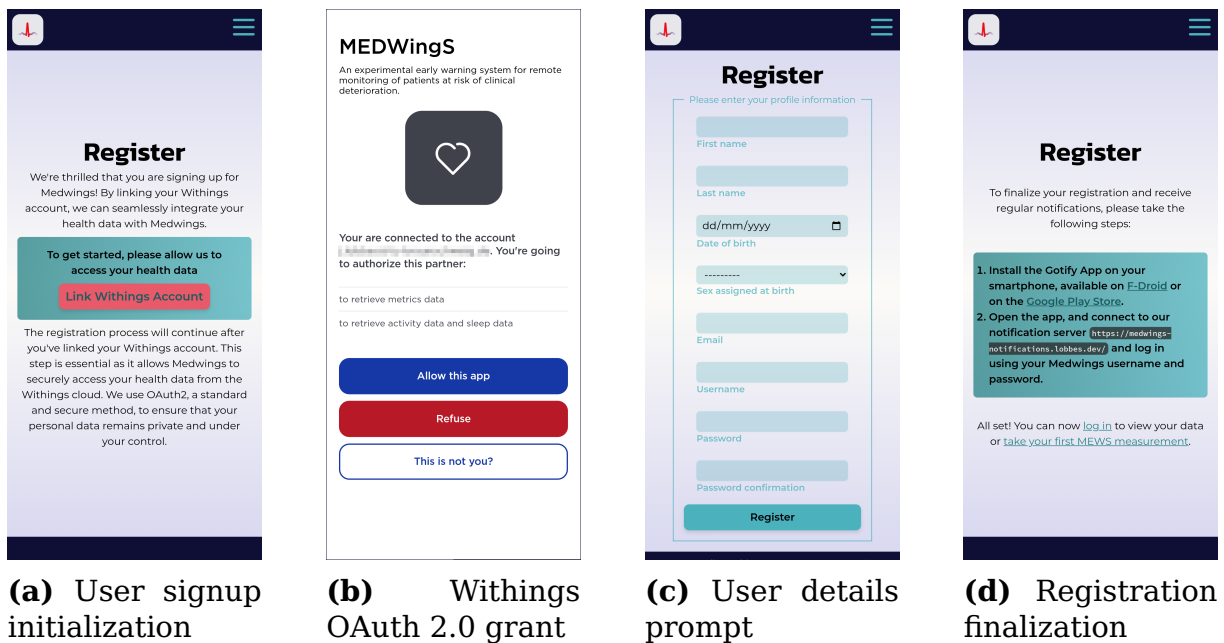 Register
We're thrilled that you are signing up for
Medwings! By linking your Withings
account, we can seamlessly integrate your
health data with Medwings.
To get started, please allow us to
access your health data
Link Withings Account
The registration process will continue after
you've linked your Withings account. This
step is essential as it allows Medwings to
securely access your health data from the
Withings cloud. We use OAuth2, a standard
and secure method, to ensure that your
personal data remains private and under
your control.
(a) User signup
initialization
MEDWingS
An experimental early warning system for remote
monitoring of patients at risk of clinical
deterioration.
Your are connected to the account
. You're going
to authorize this partner:
to retrieve metrics data
to retrieve activity data and sleep data
Allow this app
Refuse
This is not you?
(b) Withings
OAuth 2.0 grant
Register
Please enter your profile information
First name
Last name
dd/mm/yyyy
Date of birth
---------
Sex assigned at birth
Email
Username
Password
Password confirmation
Register
(c) User details
prompt
Register
To finalize your registration and receive
regular notifications, please take the
following steps:
1. Install the Gotify App on your
smartphone, available on F-Droid or
on the Google Play Store.
2. Open the app, and connect to our
notification server https://medwings-
notifications.lobbes.dev/ and log in
using your Medwings username and
password.
All set! You can now log in to view your data
or take your first MEWS measurement.
(d) Registration
finalization